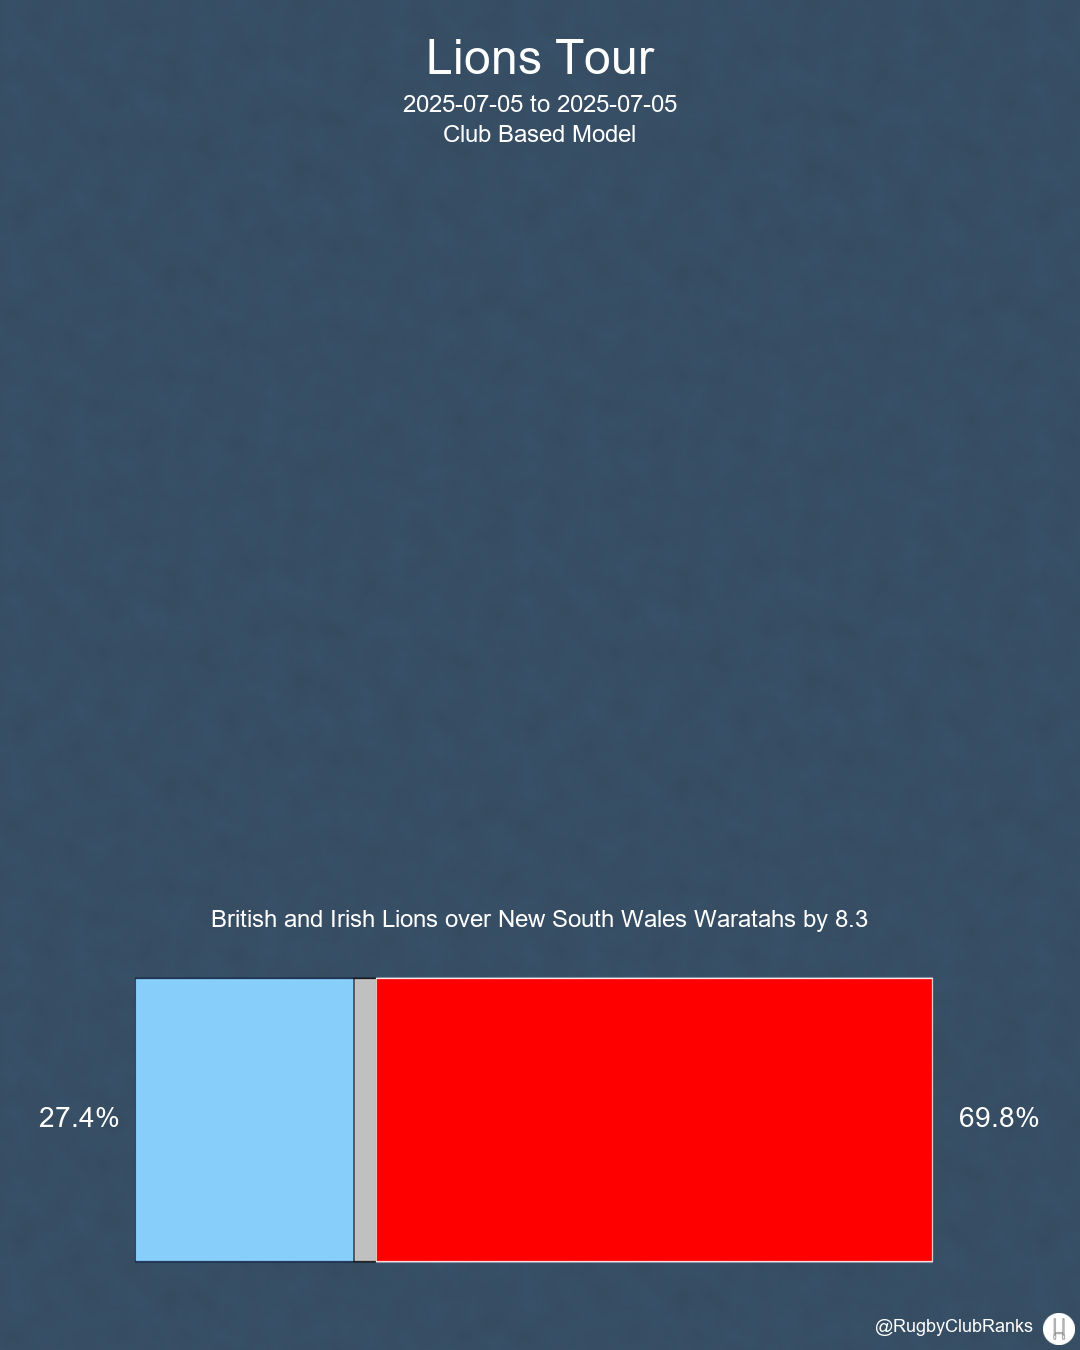 Lions Tour
2025-07-05 to 2025-07-05
Club Based Model
British and Irish Lions over New South Wales Waratahs by 8.3
27.4%
69.8%
@RugbyClubRanks